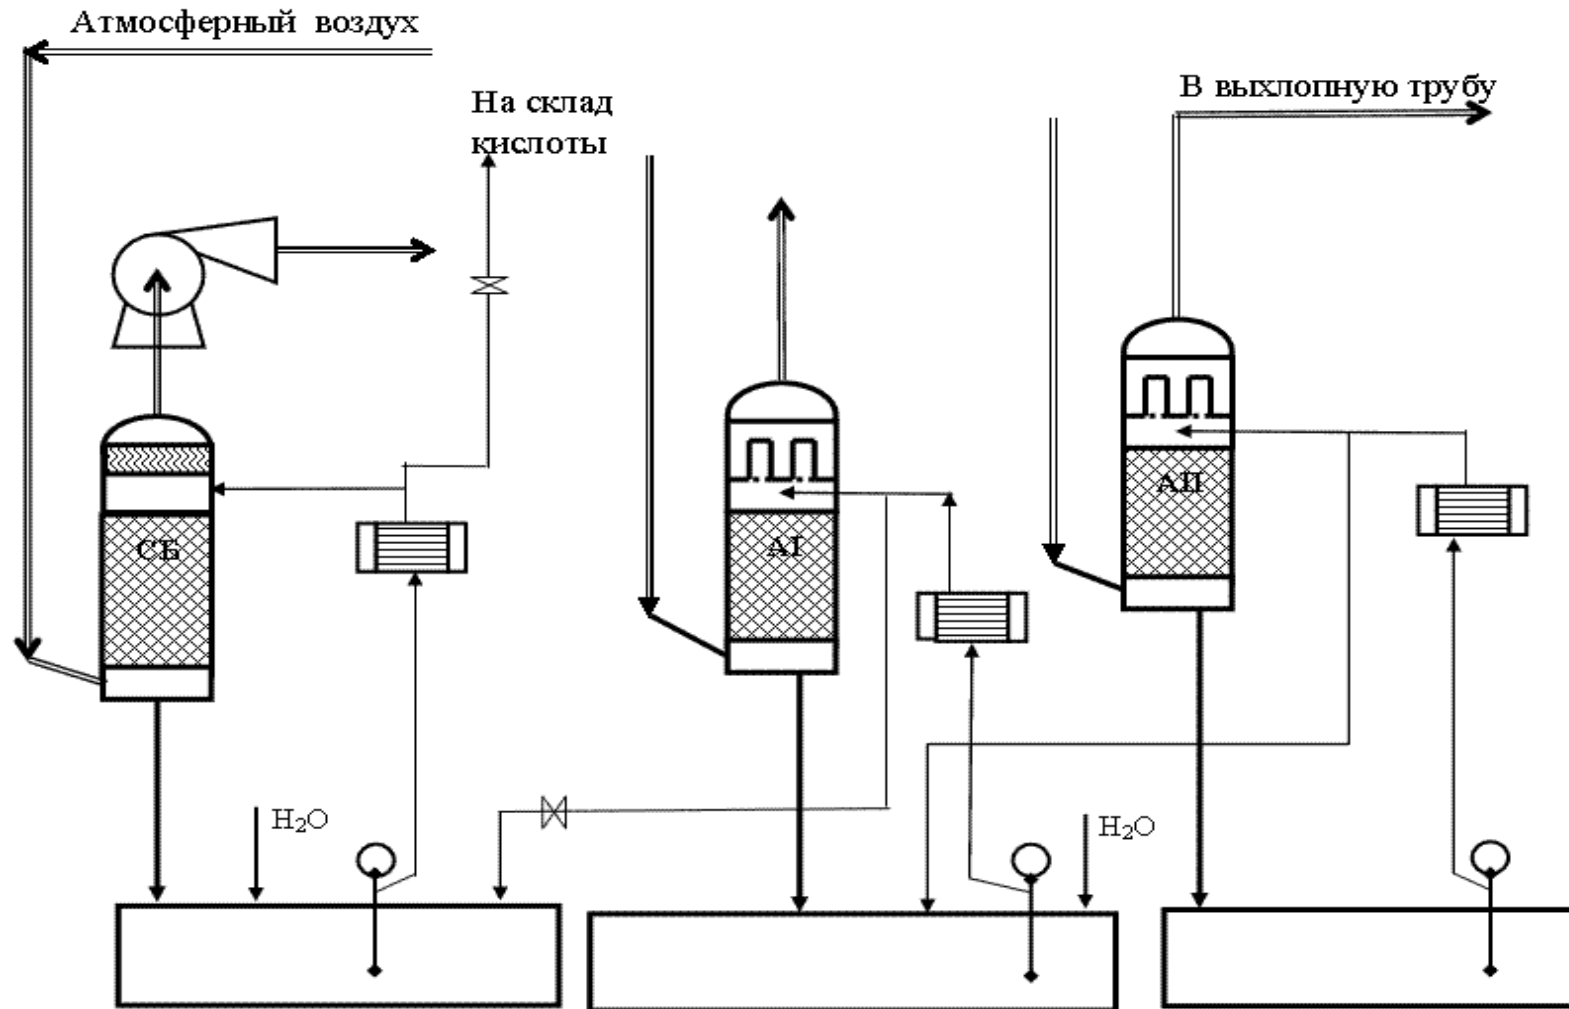 Атмосферный воздух
На склад
кислоты
В выхлопную трубу
СБ
АI
АII
H₂O
H₂O